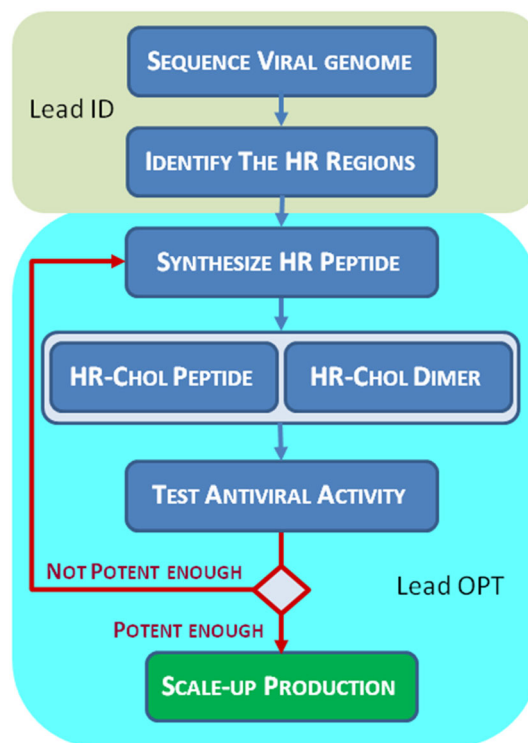 SEQUENCE VIRAL GENOME
Lead ID
IDENTIFY THE HR REGIONS
SYNTHESIZE HR PEPTIDE
HR-CHOL PEPTIDE
HR-CHOL DIMER
TEST ANTIVIRAL ACTIVITY
NOT POTENT ENOUGH
Lead OPT
POTENT ENOUGH
SCALE-UP PRODUCTION